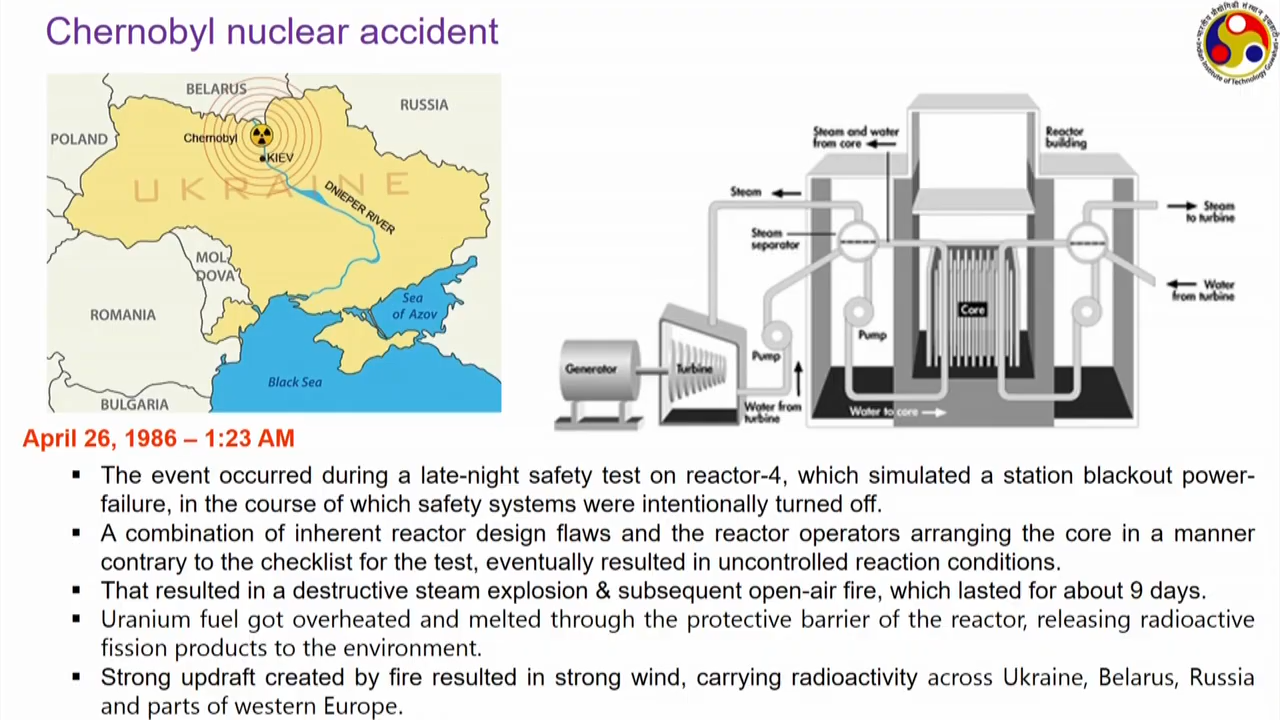 Chernobyl nuclear accident
BELARUS
RUSSIA
POLAND
Chernobyl
KIEV
UKRAINE
DNIEPER RIVER
MOL
DOVA
ROMANIA
Sea
of Azov
Black Sea
BULGARIA
Steam and water
from core
Reactor
building
Steam
Steam
to turbine
Steam
separator
Water
from turbine
Core
Pump
Pump
Generator
Turbine
Water from
turbine
Water to core
April 26, 1986 – 1:23 AM
▪ The event occurred during a late-night safety test on reactor-4, which simulated a station blackout power-
failure, in the course of which safety systems were intentionally turned off.
▪ A combination of inherent reactor design flaws and the reactor operators arranging the core in a manner
contrary to the checklist for the test, eventually resulted in uncontrolled reaction conditions.
▪ That resulted in a destructive steam explosion & subsequent open-air fire, which lasted for about 9 days.
▪ Uranium fuel got overheated and melted through the protective barrier of the reactor, releasing radioactive
fission products to the environment.
▪ Strong updraft created by fire resulted in strong wind, carrying radioactivity across Ukraine, Belarus, Russia
and parts of western Europe.
Indian Institute of Technology Guwahati